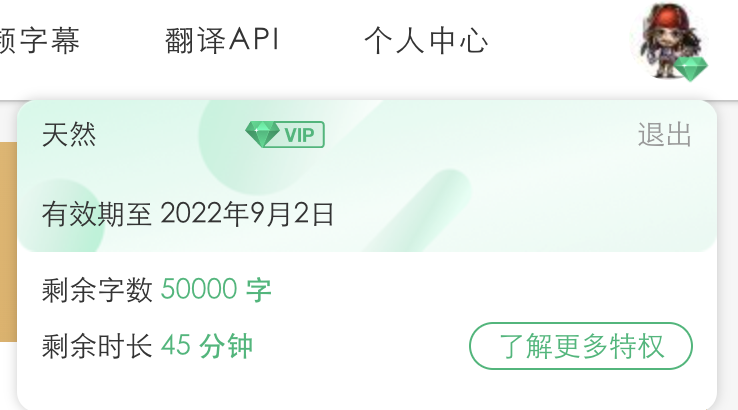 频字幕 翻译API 个人中心
天然 VIP 退出
有效期至 2022年9月2日
剩余字数 50000 字
剩余时长 45 分钟 了解更多特权